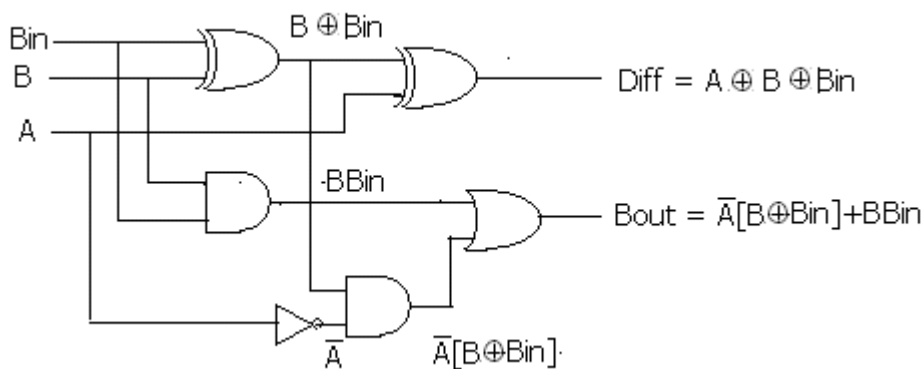 Bin
B ⊕ Bin
B
Diff = A ⊕ B ⊕ Bin
A
BBin
Bout = A̅[B⊕Bin]+BBin
A̅
A̅[B⊕Bin]